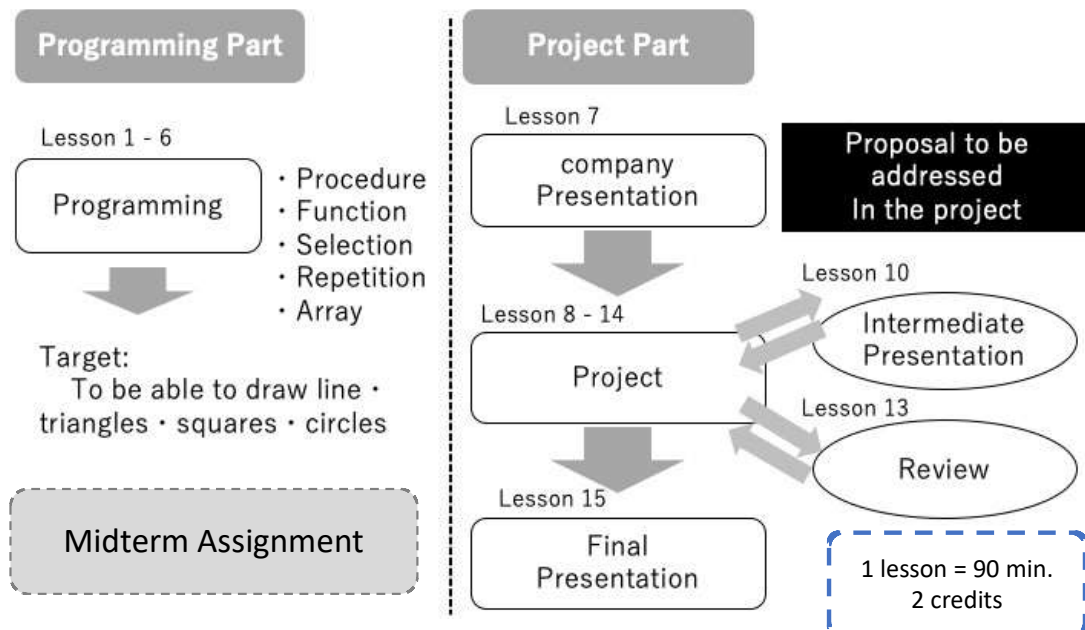 Programming Part
Lesson 1 - 6
Programming
・Procedure
・Function
・Selection
・Repetition
・Array
Target:
To be able to draw line・
triangles・squares・circles
Midterm Assignment
Project Part
Lesson 7
company
Presentation
Proposal to be
addressed
In the project
Lesson 8 - 14
Project
Lesson 10
Intermediate
Presentation
Lesson 13
Review
Lesson 15
Final
Presentation
1 lesson = 90 min.
2 credits